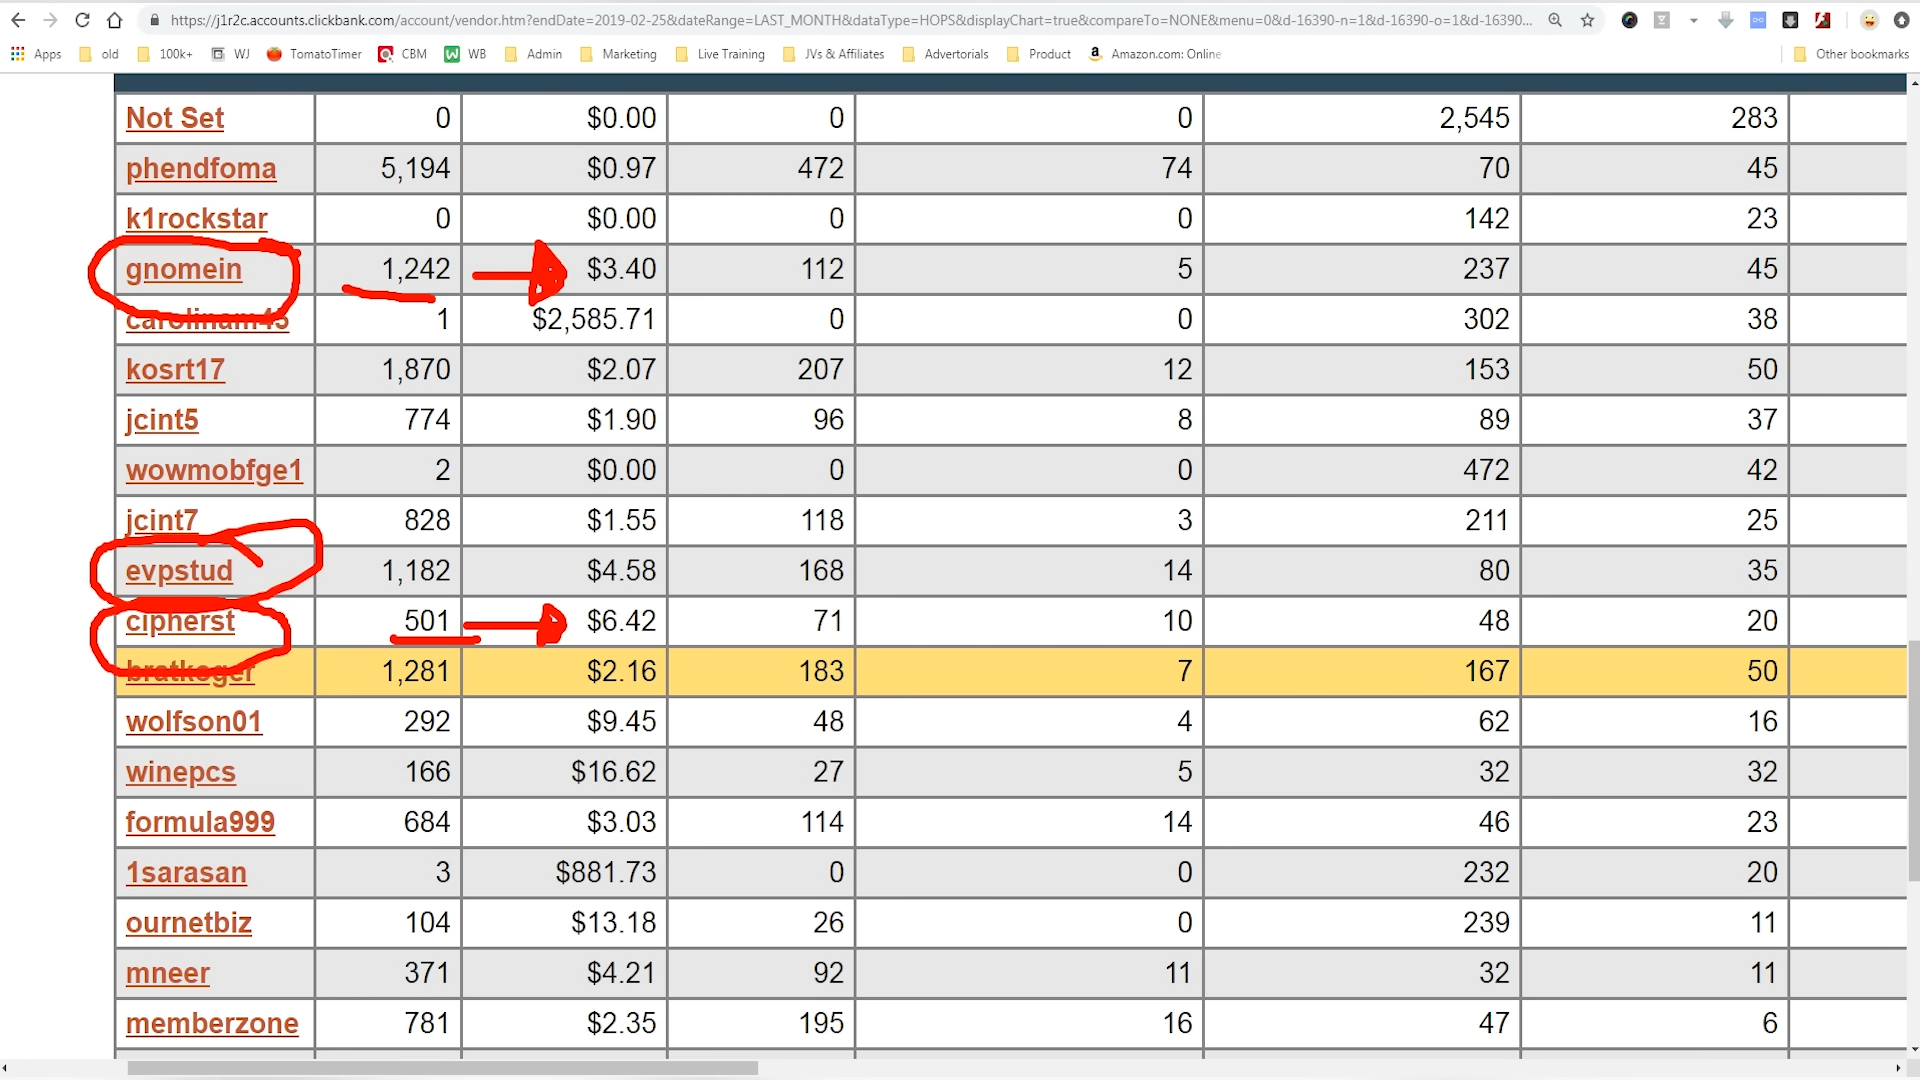 https://j1r2c.accounts.clickbank.com/account/vendor.htm?endDate=2019-02-25&dateRange=LAST_MONTH&dataType=HOPS&displayChart=true&compareTo=NONE&menu=0&d-16390-n=1&d-16390-o=1&d-16390...
Apps old 100k+ WJ TomatoTimer CBM WB Admin Marketing Live Training JVs & Affiliates Advertorials Product Amazon.com: Online Other bookmarks
Not Set 0 $0.00 0 0 2,545 283
phendfoma 5,194 $0.97 472 74 70 45
k1rockstar 0 $0.00 0 0 142 23
gnomein 1,242 $3.40 112 5 237 45
carolinam45 1 $2,585.71 0 0 302 38
kosrt17 1,870 $2.07 207 12 153 50
jcint5 774 $1.90 96 8 89 37
wowmobfge1 2 $0.00 0 0 472 42
jcint7 828 $1.55 118 3 211 25
evpstud 1,182 $4.58 168 14 80 35
cipherst 501 $6.42 71 10 48 20
bratkoger 1,281 $2.16 183 7 167 50
wolfson01 292 $9.45 48 4 62 16
winepcs 166 $16.62 27 5 32 32
formula999 684 $3.03 114 14 46 23
1sarasan 3 $881.73 0 0 232 20
ournetbiz 104 $13.18 26 0 239 11
mneer 371 $4.21 92 11 32 11
memberzone 781 $2.35 195 16 47 6